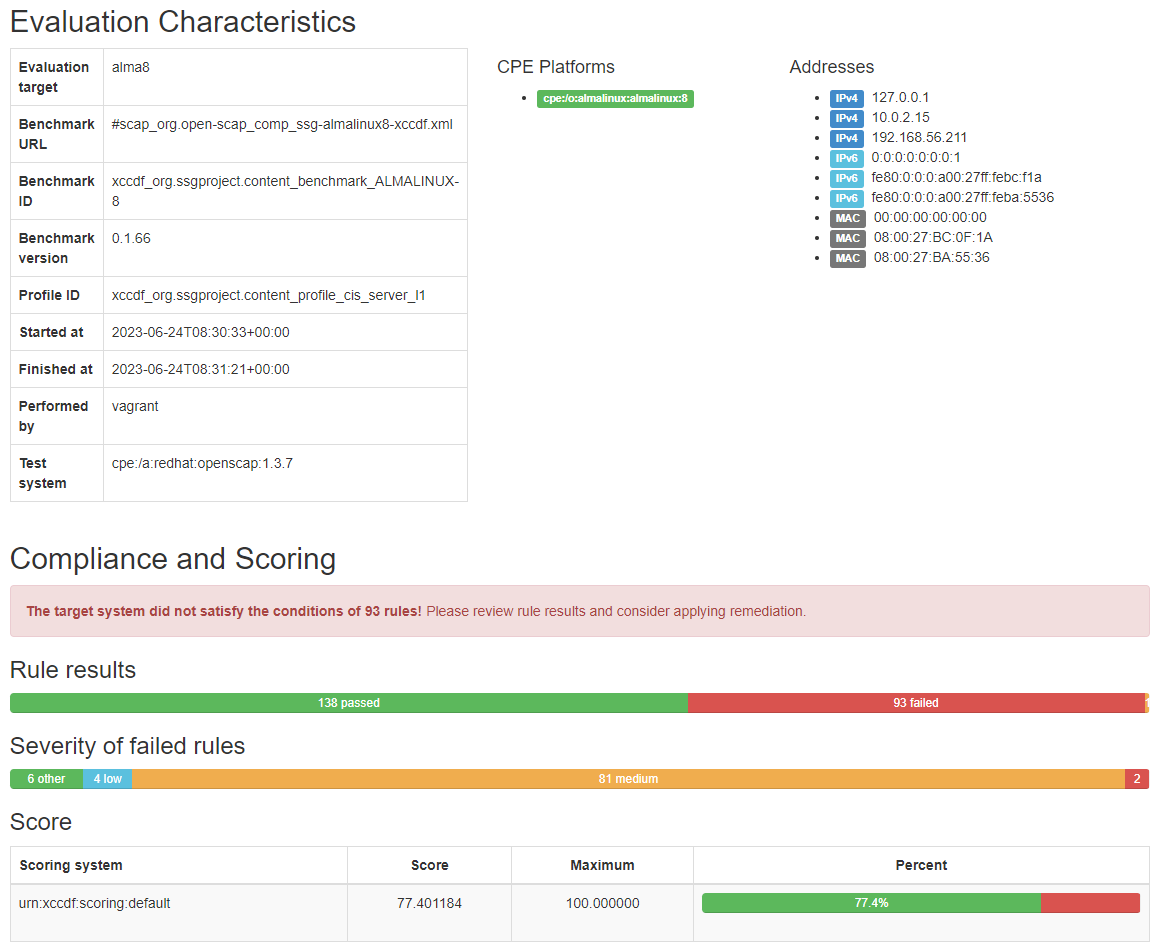 Evaluation Characteristics
Evaluation target
alma8
Benchmark URL
#scap_org.open-scap_comp_ssg-almalinux8-xccdf.xml
Benchmark ID
xccdf_org.ssgproject.content_benchmark_ALMALINUX-8
Benchmark version
0.1.66
Profile ID
xccdf_org.ssgproject.content_profile_cis_server_l1
Started at
2023-06-24T08:30:33+00:00
Finished at
2023-06-24T08:31:21+00:00
Performed by
vagrant
Test system
cpe:/a:redhat:openscap:1.3.7
CPE Platforms
cpe:/o:almalinux:almalinux:8
Addresses
IPv4 127.0.0.1
IPv4 10.0.2.15
IPv4 192.168.56.211
IPv6 0:0:0:0:0:0:0:1
IPv6 fe80:0:0:0:a00:27ff:febc:f1a
IPv6 fe80:0:0:0:a00:27ff:feba:5536
MAC 00:00:00:00:00:00
MAC 08:00:27:BC:0F:1A
MAC 08:00:27:BA:55:36
Compliance and Scoring
The target system did not satisfy the conditions of 93 rules! Please review rule results and consider applying remediation.
Rule results
138 passed 93 failed
Severity of failed rules
6 other 4 low 81 medium 2
Score
Scoring system Score Maximum Percent
urn:xccdf:scoring:default 77.401184 100.000000 77.4%